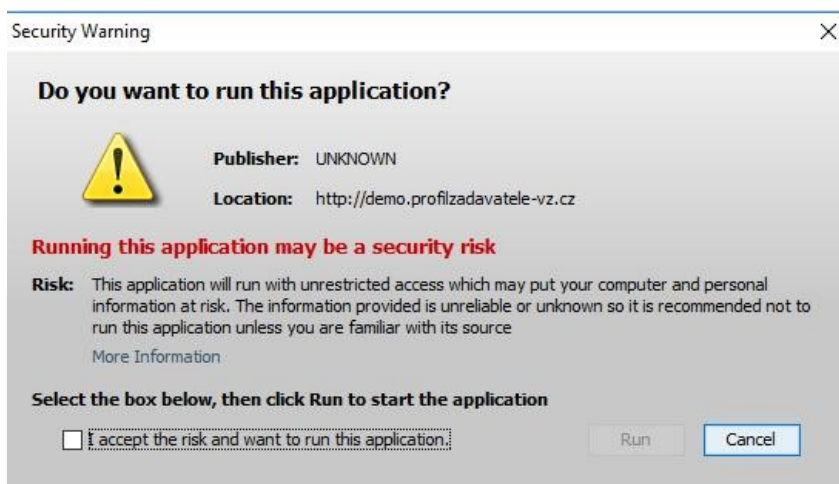 Security Warning
Do you want to run this application?
Publisher: UNKNOWN
Location: http://demo.profilzadavatele-vz.cz
Running this application may be a security risk
Risk: This application will run with unrestricted access which may put your computer and personal
information at risk. The information provided is unreliable or unknown so it is recommended not to
run this application unless you are familiar with its source
More Information
Select the box below, then click Run to start the application
I accept the risk and want to run this application.
Run Cancel